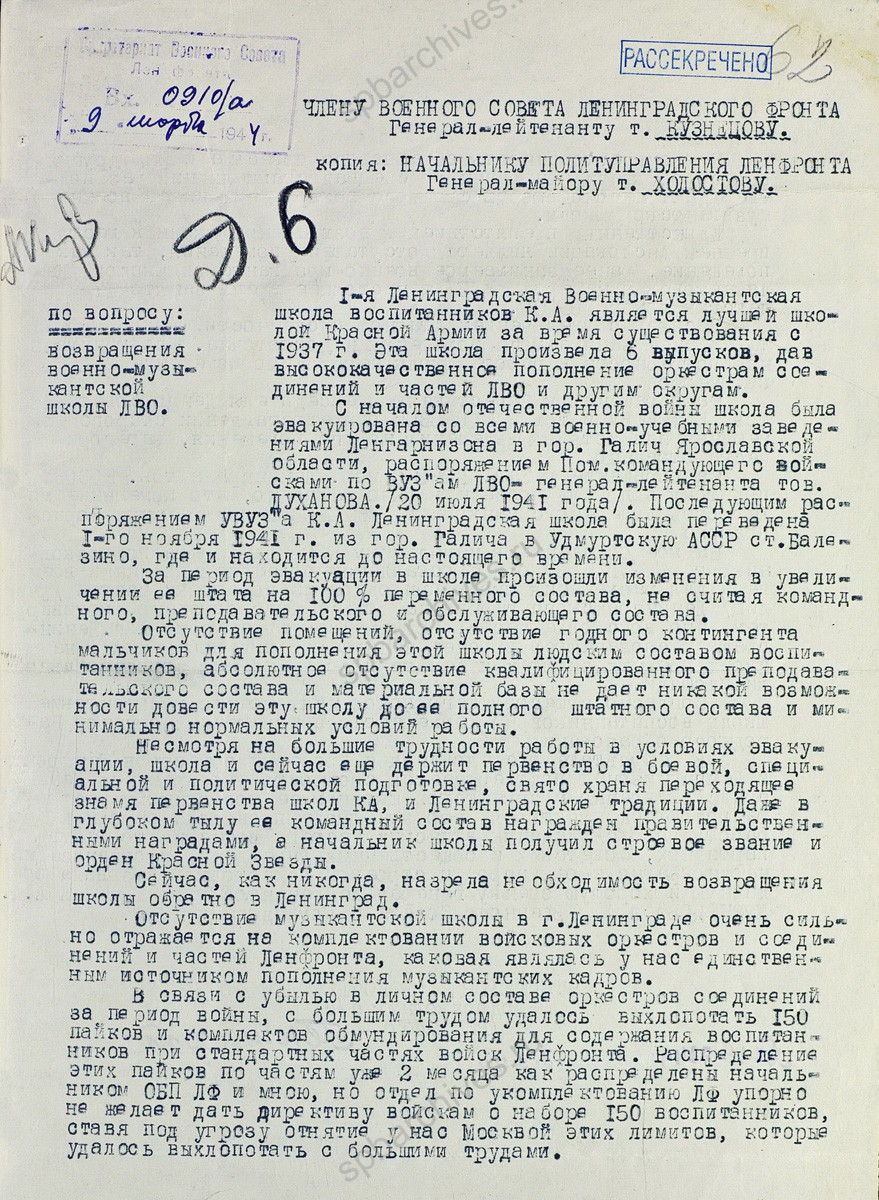 Секретариат Военного Совета
Лен
Вх. 0910/а
"9" марта 1944 г.
РАССЕКРЕЧЕНО
62
ЧЛЕНУ ВОЕННОГО СОВЕТА ЛЕНИНГРАДСКОГО ФРОНТА
Генерал-лейтенанту т. КУЗНЕЦОВУ.
копия: НАЧАЛЬНИКУ ПОЛИТУПРАВЛЕНИЯ ЛЕНФРОНТА
Генерал-майору т. ХОЛОСТОВУ.
Д.6
по вопросу:
возвращения
военно-музы-
кантской
школы ЛВО.
I-я Ленинградская Военно-музыкантская
школа воспитанников К.А. является лучшей шко-
лой Красной Армии за время существования с
1937 г. Эта школа произвела 6 выпусков, дав
высококачественное пополнение оркестрам сое-
динений и частей ЛВО и другим округам.
С началом отечественной войны школа была
эвакуирована со всеми военно-учебными заведе-
ниями Ленгарнизона в гор. Галич Ярославской
области, распоряжением Пом.командующего вой-
сками по ВУЗ"ам ЛВО- генерал-лейтенанта тов.
ДУХАНОВА./20 июля 1941 года/. Последующим рас-
поряжением УВУЗ"а К.А. Ленинградская школа была переведена
I-го ноября 1941 г. из гор. Галича в Удмуртскую АССР ст.Бале-
зино, где и находится до настоящего времени.
За период эвакуации в школе произошли изменения в увели-
чении ее штата на 100 % переменного состава, не считая команд-
ного, преподавательского и обслуживающего состава.
Отсутствие помещений, отсутствие годного контингента
мальчиков для пополнения этой школы людским составом воспи-
танников, абсолютное отсутствие квалифицированного преподава-
тельского состава и материальной базы не дает никакой возмож-
ности довести эту школу до ее полного штатного состава и ми-
нимально нормальных условий работы.
Несмотря на большие трудности работы в условиях эваку-
ации, школа и сейчас еще держит первенство в боевой, специ-
альной и политической подготовке, свято храня переходящее
знамя первенства школ КА, и Ленинградские традиции. Даже в
глубоком тылу ее командный состав награжден правительствен-
ными наградами, а начальник школы получил строевое звание и
орден Красной Звезды.
Сейчас, как никогда, назрела необходимость возвращения
школы обратно в Ленинград.
Отсутствие музыкантской школы в г.Ленинграде очень силь-
но отражается на комплектовании войсковых оркестров и соеди-
нений и частей Ленфронта, каковая являлась у нас единствен-
ным источником пополнения музыкантских кадров.
В связи с убылью в личном составе оркестров соединений
за период войны, с большим трудом удалось выхлопотать 150
пайков и комплектов обмундирования для содержания воспитан-
ников при стандартных частях войск Ленфронта. Распределение
этих пайков по частям уже 2 месяца как распределены началь-
ником ОБП ЛФ и мною, но отдел по укомплектованию ЛФ упорно
не желает дать директиву войскам о наборе 150 воспитанников,
ставя под угрозу отнятие у нас Москвой этих лимитов, которые
удалось выхлопотать с большими трудами.
spbarchives.ru